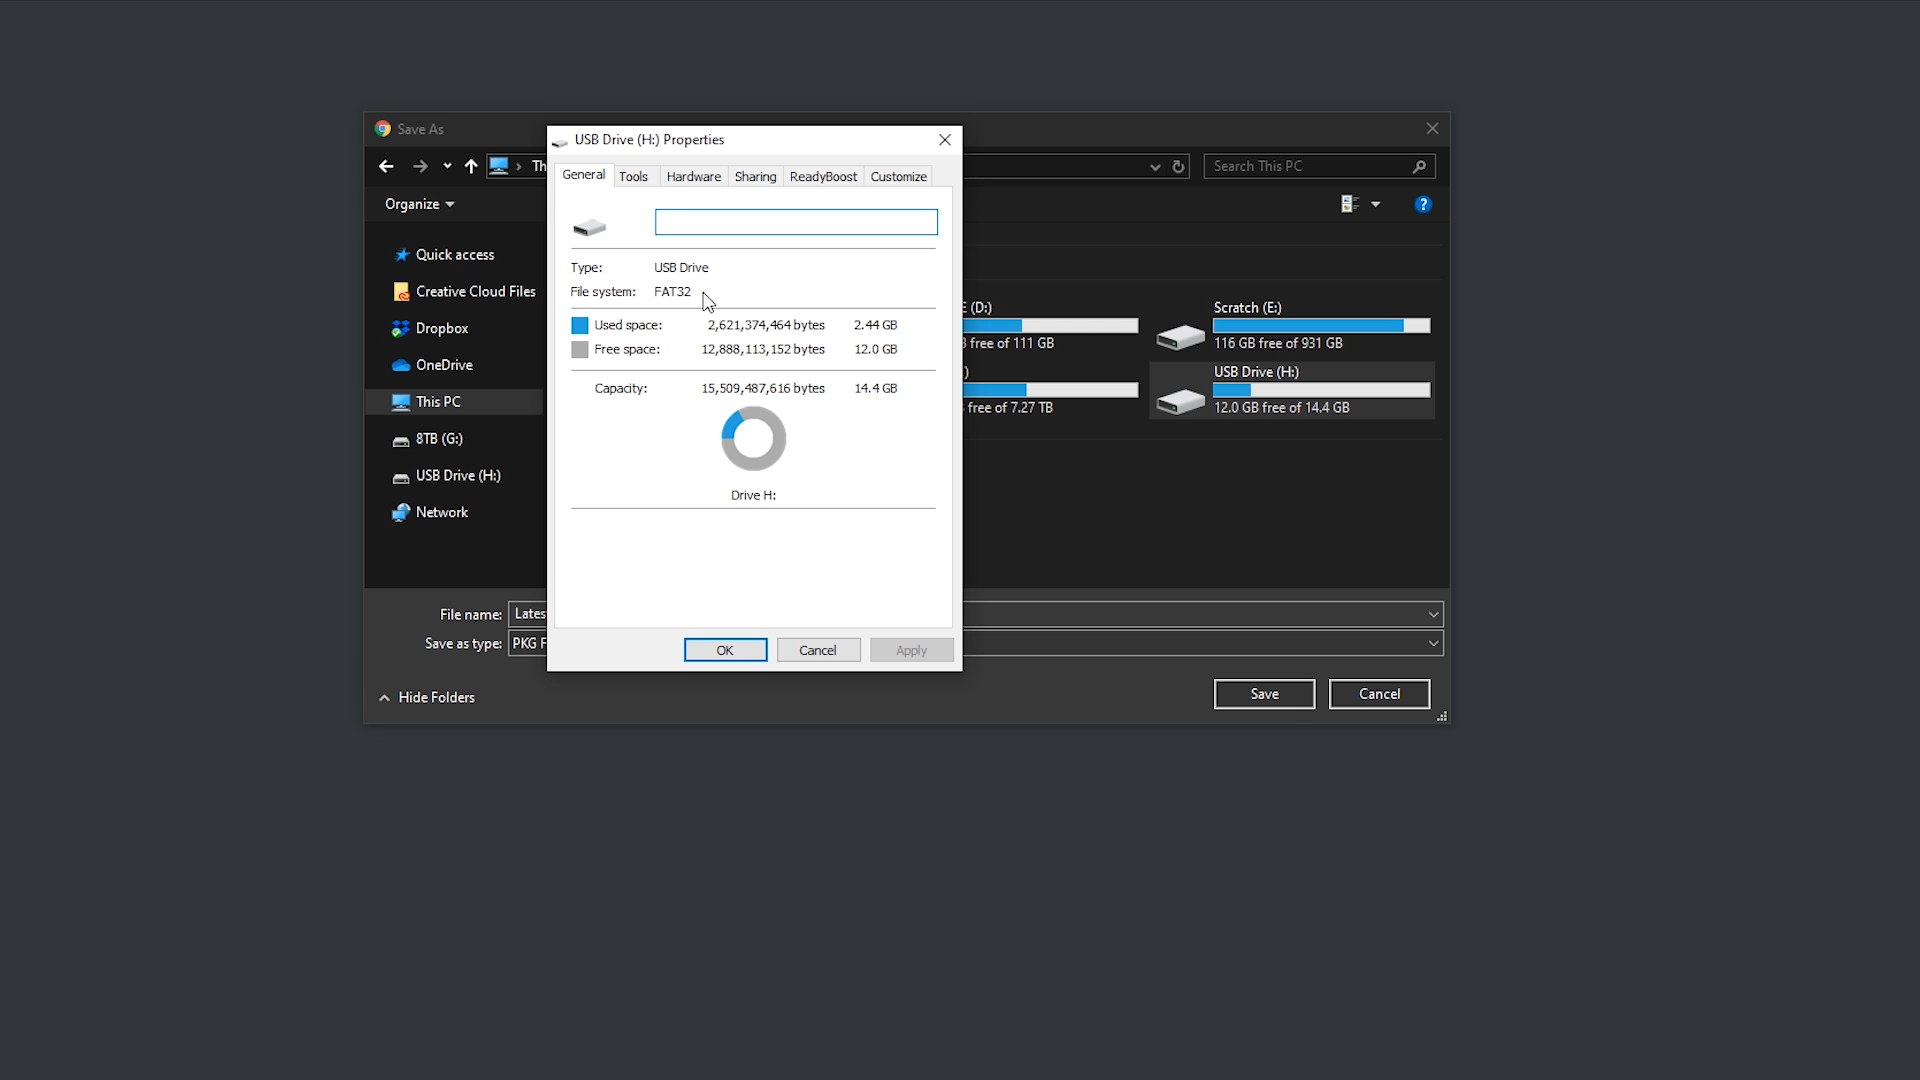 Save As
USB Drive (H:) Properties
Th
Search This PC
General
Tools
Hardware
Sharing
ReadyBoost
Customize
Organize
?
Quick access
Creative Cloud Files
Dropbox
OneDrive
This PC
8TB (G:)
USB Drive (H:)
Network
Type: USB Drive
File system: FAT32
Used space: 2,621,374,464 bytes 2.44 GB
Free space: 12,888,113,152 bytes 12.0 GB
Capacity: 15,509,487,616 bytes 14.4 GB
Drive H:
(D:)
free of 111 GB
Scratch (E:)
116 GB free of 931 GB
)
free of 7.27 TB
USB Drive (H:)
12.0 GB free of 14.4 GB
File name: Lates
Save as type: PKG F
OK
Cancel
Apply
Hide Folders
Save
Cancel